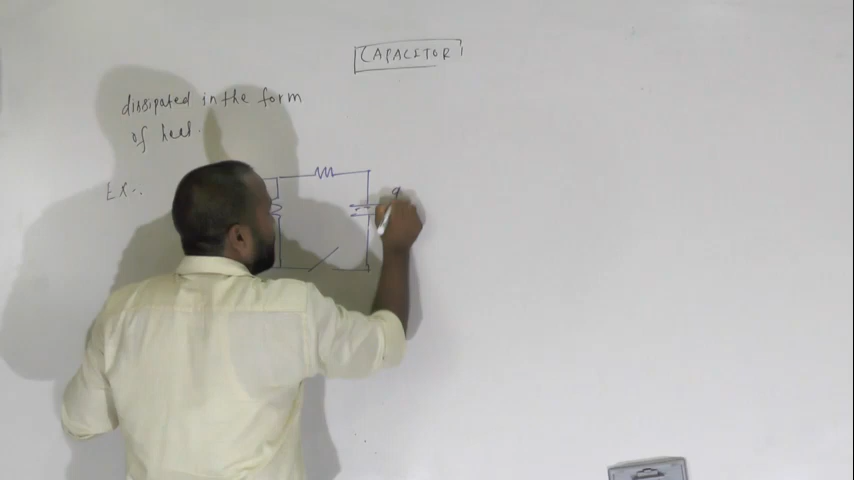 CAPACITOR
dissipated in the form
of heat.
EX-.
q